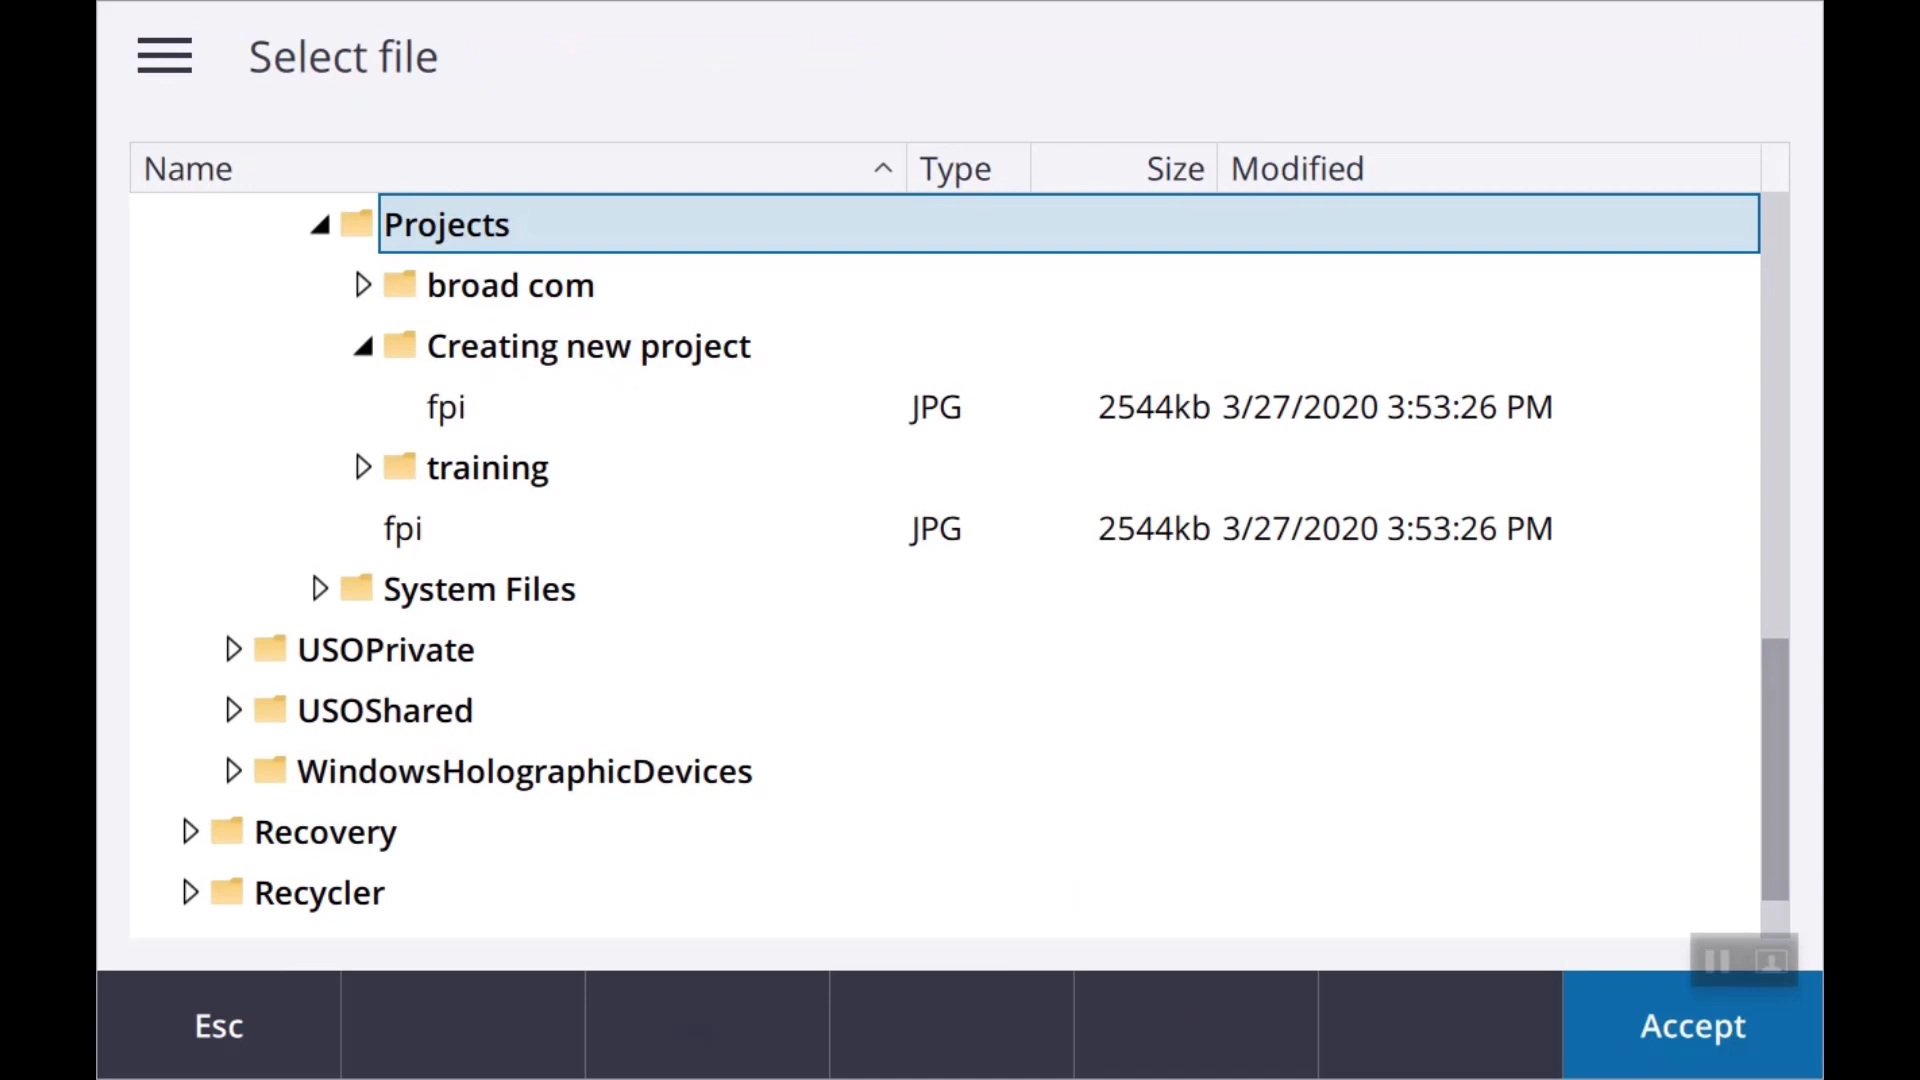 Select file
Name Type Size Modified
Projects
broad com
Creating new project
fpi JPG 2544kb 3/27/2020 3:53:26 PM
training
fpi JPG 2544kb 3/27/2020 3:53:26 PM
System Files
USOPrivate
USOShared
WindowsHolographicDevices
Recovery
Recycler
Esc Accept